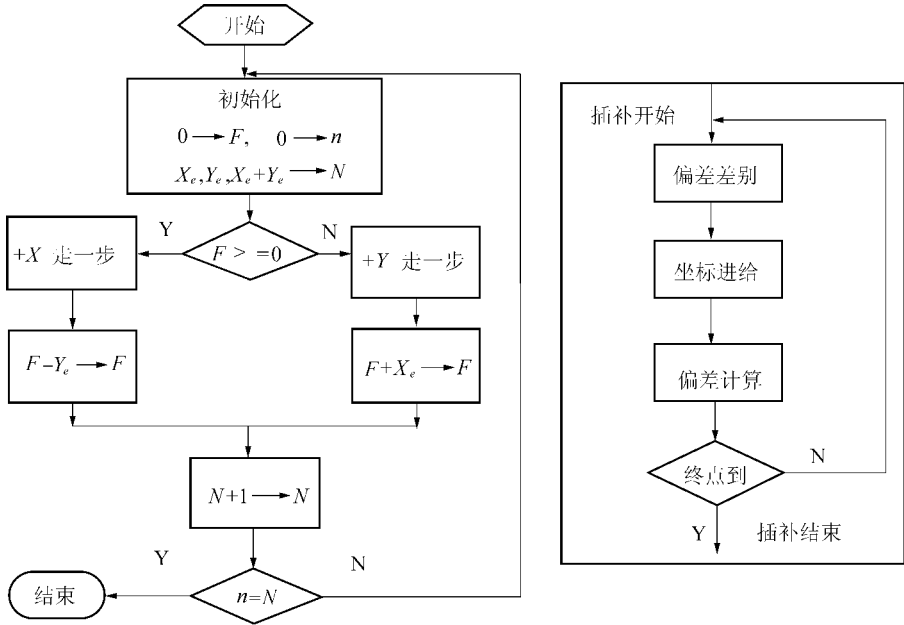 开始
初始化
0→F, 0→n
Xe,Ye,Xe+Ye→N
Y
F>=0
N
+X 走一步
+Y 走一步
F-Ye→F
F+Xe→F
N+1→N
Y
n=N
N
结束
插补开始
偏差差别
坐标进给
偏差计算
终点到
N
Y
插补结束